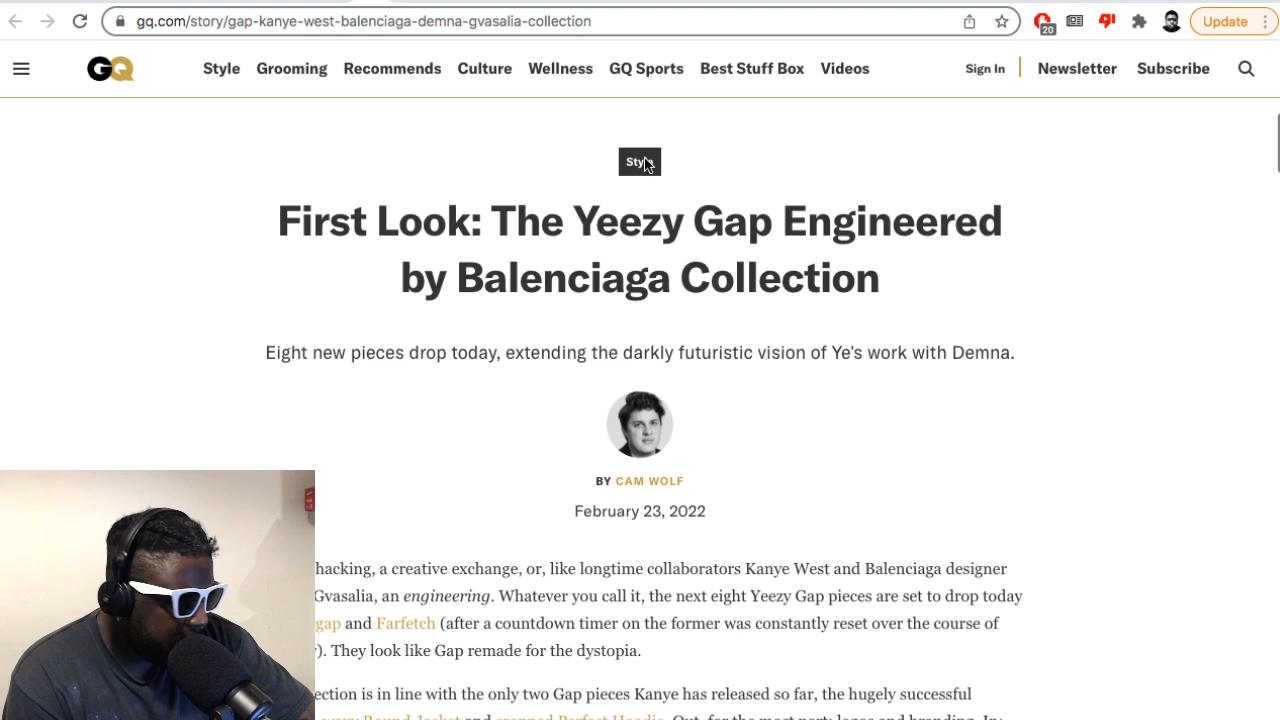 gq.com/story/gap-kanye-west-balenciaga-demna-gvasalia-collection
20
Update
GQ
Style
Grooming
Recommends
Culture
Wellness
GQ Sports
Best Stuff Box
Videos
Sign In
Newsletter
Subscribe
First Look: The Yeezy Gap Engineered
by Balenciaga Collection
Eight new pieces drop today, extending the darkly futuristic vision of Ye's work with Demna.
BY CAM WOLF
February 23, 2022
hacking, a creative exchange, or, like longtime collaborators Kanye West and Balenciaga designer
Gvasalia, an engineering. Whatever you call it, the next eight Yeezy Gap pieces are set to drop today
gap and Farfetch (after a countdown timer on the former was constantly reset over the course of
). They look like Gap remade for the dystopia.
ection is in line with the only two Gap pieces Kanye has released so far, the hugely successful
Round Jacket and cropped Perfect Hoodie. Out, for the most part: logos and branding. In: